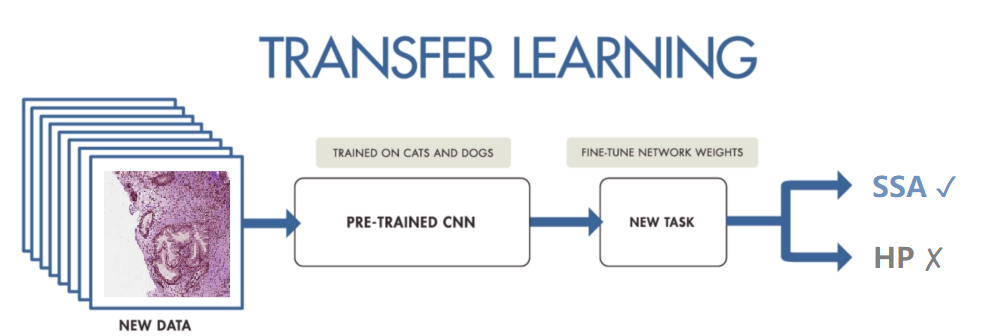 TRANSFER LEARNING
TRAINED ON CATS AND DOGS
FINE-TUNE NETWORK WEIGHTS
PRE-TRAINED CNN
NEW TASK
SSA ✓
HP ✗
NEW DATA